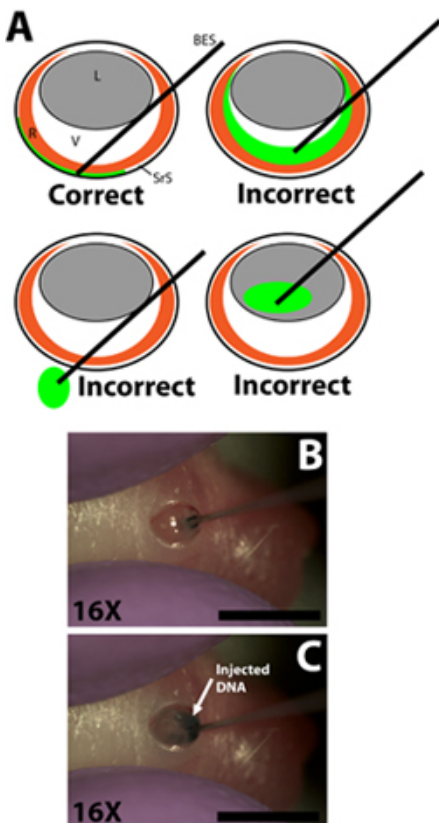 A
BES
L
R
V
SrS
Correct
Incorrect
Incorrect
Incorrect
B
16X
C
Injected
DNA
16X